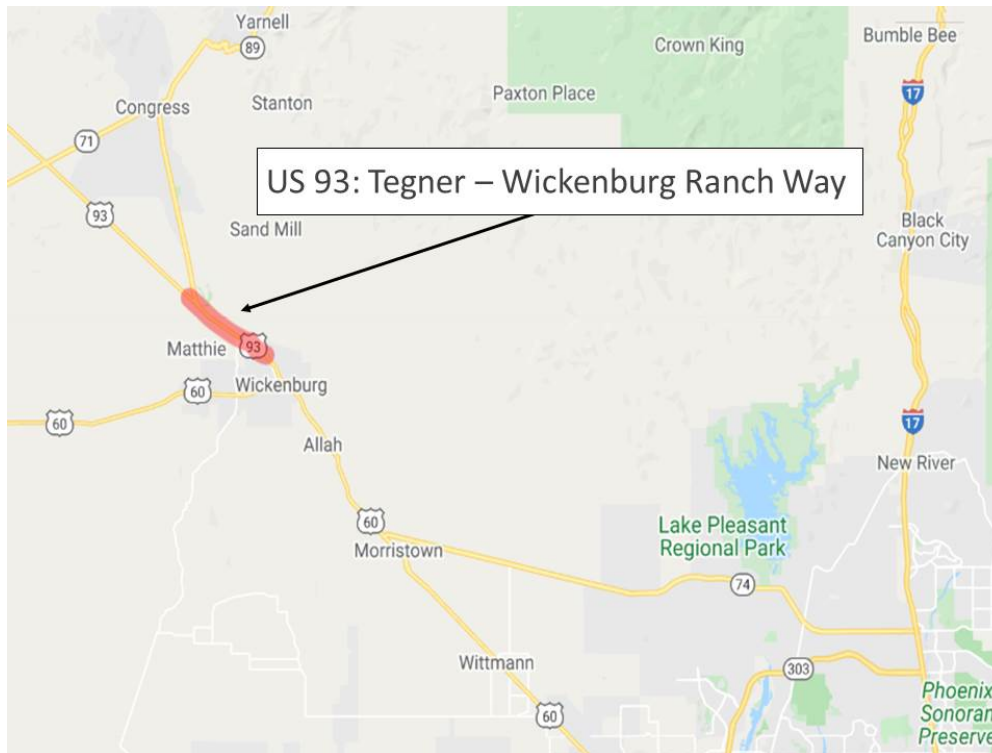 Yarnell
Bumble Bee
89
Crown King
17
Paxton Place
Congress
Stanton
71
US 93: Tegner – Wickenburg Ranch Way
93
Black
Canyon City
Sand Mill
Matthie
93
60
Wickenburg
60
17
Allah
New River
60
Lake Pleasant
Regional Park
Morristown
74
Wittmann
303
60
Phoenix
Sonoran
Preserve